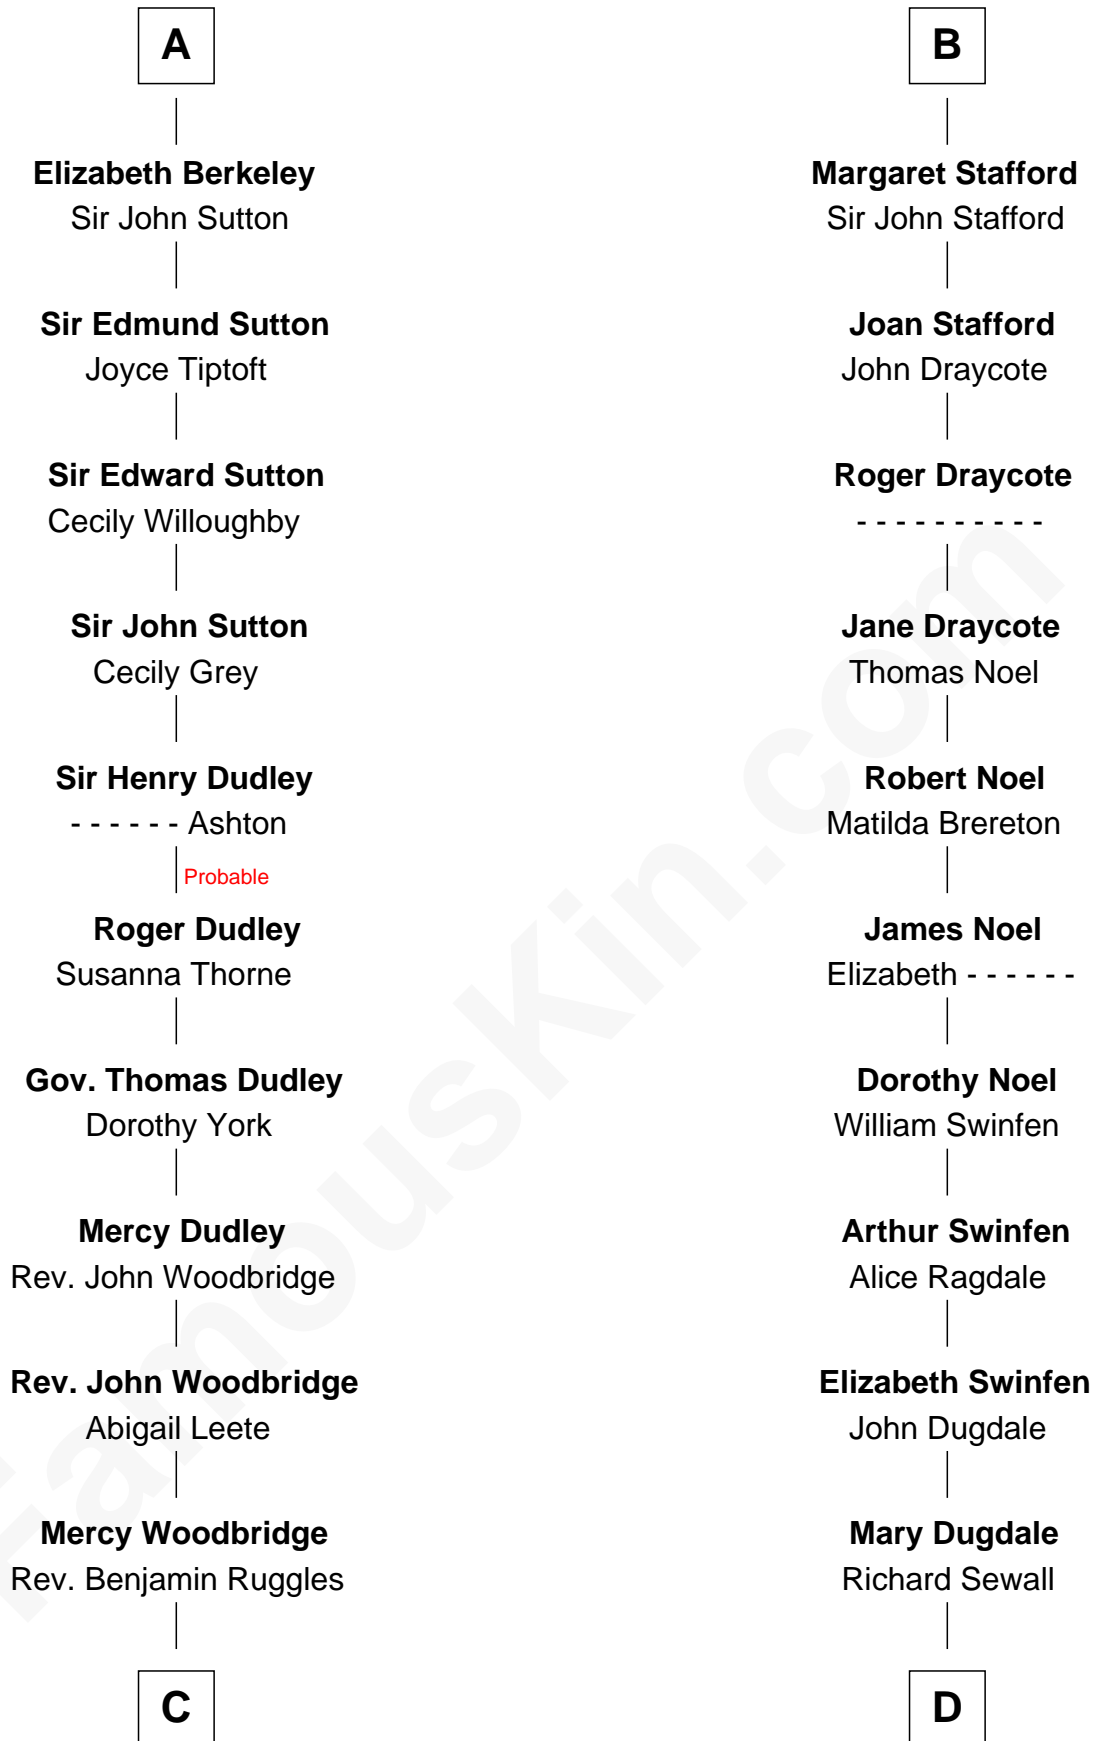 A
Elizabeth Berkeley
Sir John Sutton
Sir Edmund Sutton
Joyce Tiptoft
Sir Edward Sutton
Cecily Willoughby
Sir John Sutton
Cecily Grey
Sir Henry Dudley
- - - - - - Ashton
Probable
Roger Dudley
Susanna Thorne
Gov. Thomas Dudley
Dorothy York
Mercy Dudley
Rev. John Woodbridge
Rev. John Woodbridge
Abigail Leete
Mercy Woodbridge
Rev. Benjamin Ruggles
C
B
Margaret Stafford
Sir John Stafford
Joan Stafford
John Draycote
Roger Draycote
- - - - - - - - - -
Jane Draycote
Thomas Noel
Robert Noel
Matilda Brereton
James Noel
Elizabeth - - - - - -
Dorothy Noel
William Swinfen
Arthur Swinfen
Alice Ragdale
Elizabeth Swinfen
John Dugdale
Mary Dugdale
Richard Sewall
D
FamousKin.com